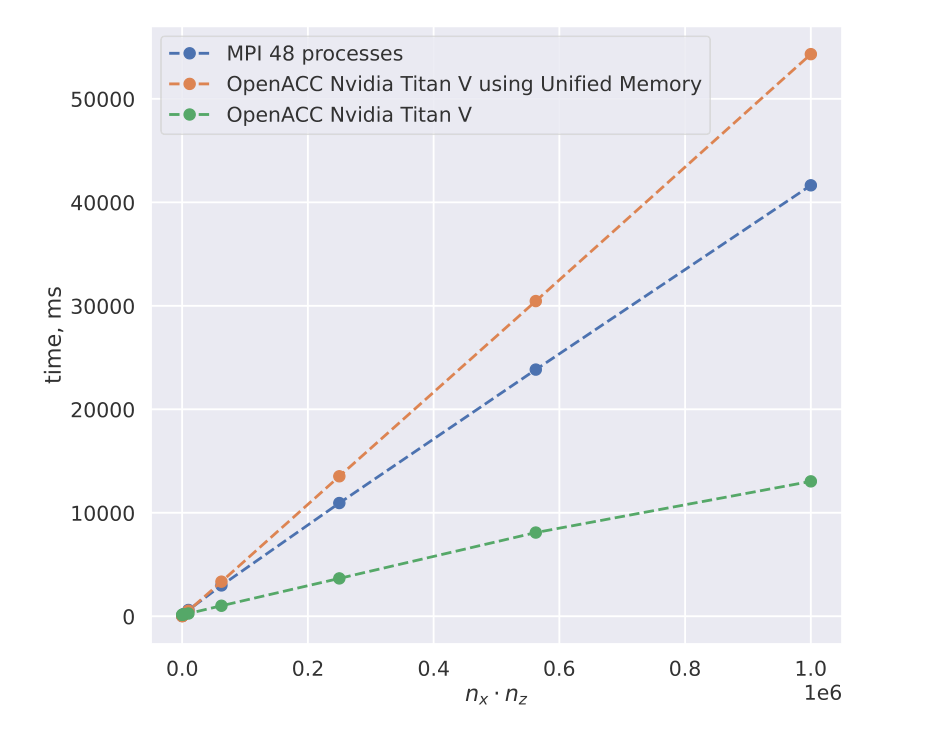 MPI 48 processes
OpenACC Nvidia Titan V using Unified Memory
OpenACC Nvidia Titan V
50000
40000
30000
20000
10000
0
time, ms
0.0 0.2 0.4 0.6 0.8 1.0
1e6
n_x · n_z